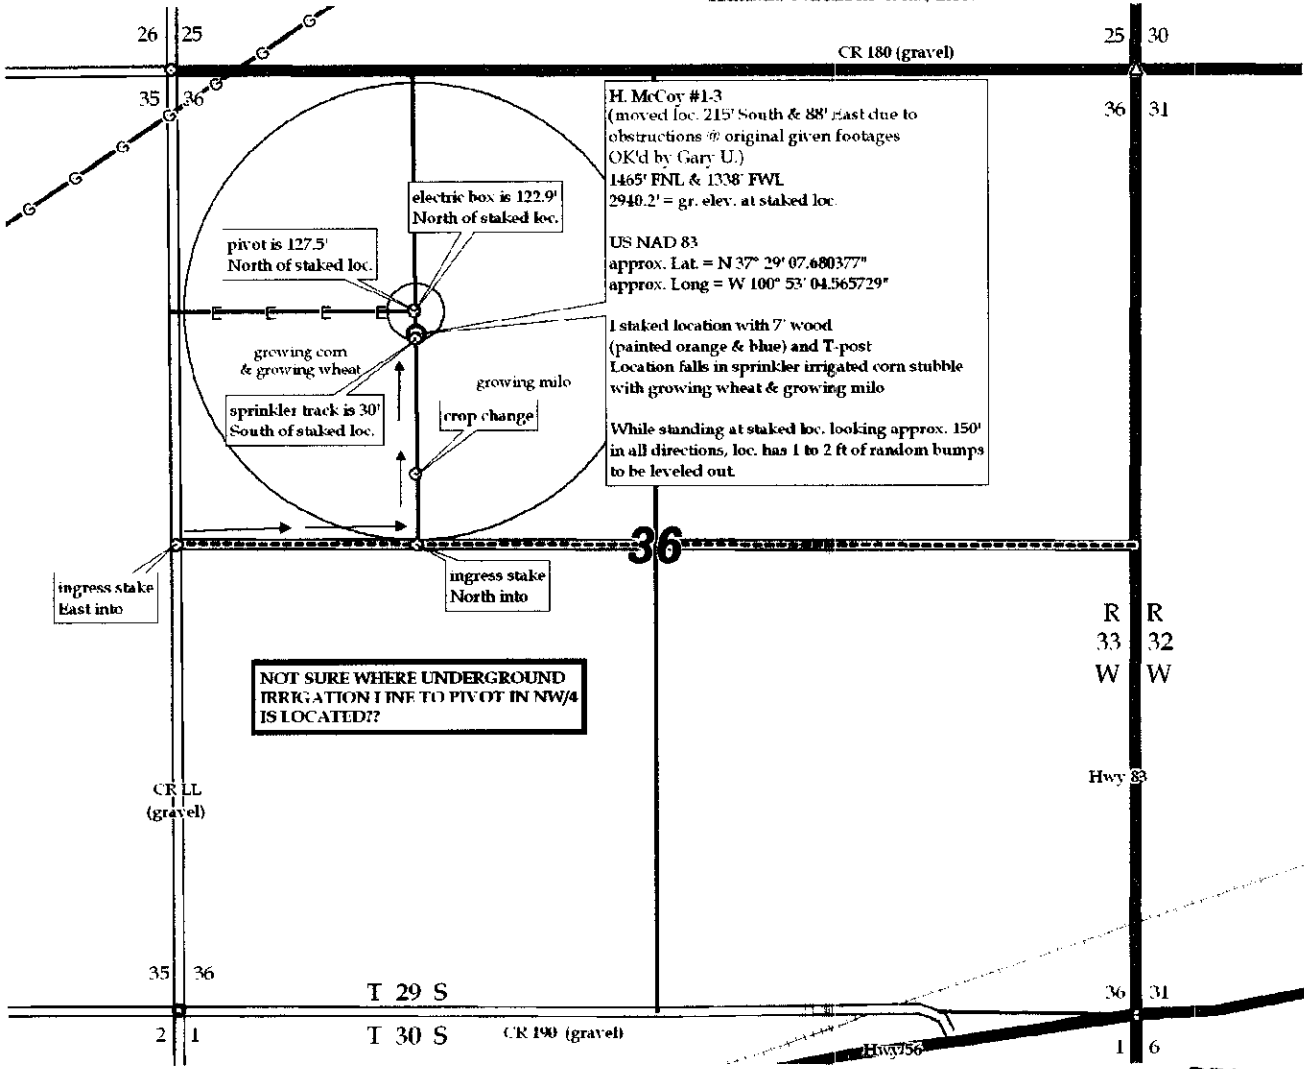 26 25
25 30
CR 180 (gravel)
35 36
36 31
G G G G G G G G
H. McCoy #1-3
(moved loc. 215' South & 88' East due to
obstructions @ original given footages
OK'd by Gary U.)
1465' FNL & 1338' FWL
2940.2' = gr. elev. at staked loc.
US NAD 83
approx. Lat. = N 37° 29' 07.680377"
approx. Long = W 100° 53' 04.565729"
I staked location with 7' wood
(painted orange & blue) and T-post
Location falls in sprinkler irrigated corn stubble
with growing wheat & growing milo
While standing at staked loc. looking approx. 150'
in all directions, loc. has 1 to 2 ft of random bumps
to be leveled out.
electric box is 122.9'
North of staked loc.
pivot is 127.5'
North of staked loc.
E E E E
growing corn
& growing wheat
growing milo
sprinkler track is 30'
South of staked loc.
crop change
36
ingress stake
East into
ingress stake
North into
R R
33 32
W W
NOT SURE WHERE UNDERGROUND
IRRIGATION LINE TO PIVOT IN NW/4
IS LOCATED??
CR LL
(gravel)
Hwy 83
35 36
T 29 S
36 31
2 1
T 30 S
CR 190 (gravel)
Hwy 56
1 6